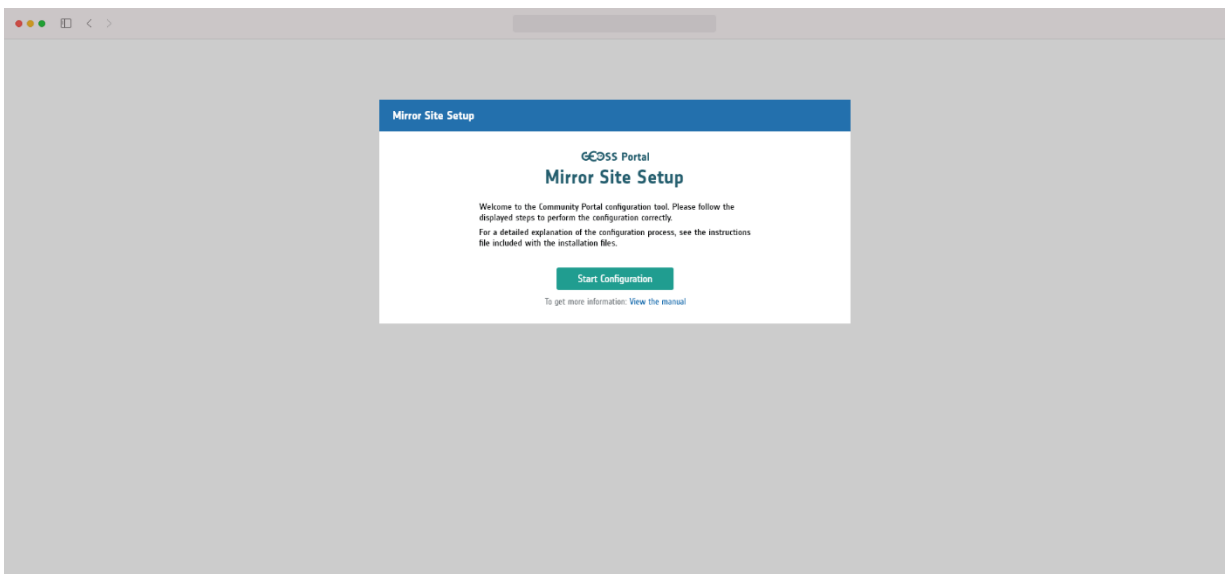 Mirror Site Setup
GEOSS Portal
Mirror Site Setup
Welcome to the Community Portal configuration tool. Please follow the
displayed steps to perform the configuration correctly.
For a detailed explanation of the configuration process, see the instructions
file included with the installation files.
Start Configuration
To get more information: View the manual